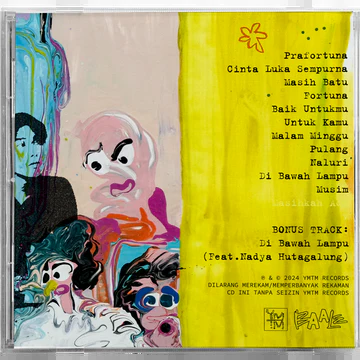 Prafortuna
Cinta Luka Sempurna
Masih Batu
Fortuna
Baik Untukmu
Untuk Kamu
Malam Minggu
Pulang
Naluri
Di Bawah Lampu
Musim
BONUS TRACK:
Di Bawah Lampu
(Feat.Nadya Hutagalung)
℗ & © 2024 YMTM RECORDS
DILARANG MEREKAM/MEMPERBANYAK REKAMAN
CD INI TANPA SEIZIN YMTM RECORDS
YMTM
BAALE